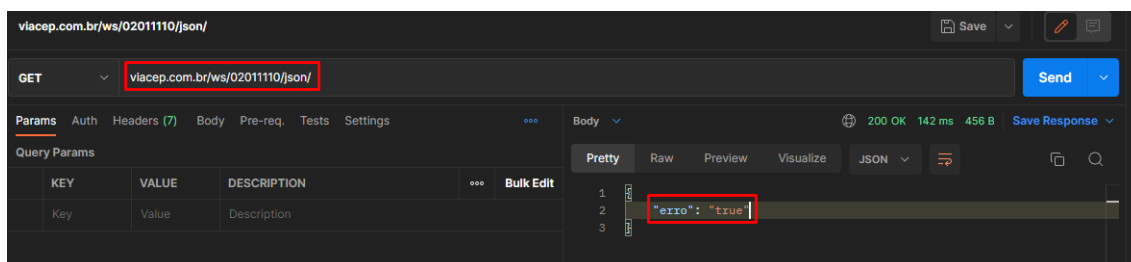 viacep.com.br/ws/02011110/json/
Save
GET
viacep.com.br/ws/02011110/json/
Send
Params Auth Headers (7) Body Pre-req. Tests Settings
Body
200 OK 142 ms 456 B Save Response
Query Params
Pretty Raw Preview Visualize JSON
KEY VALUE DESCRIPTION Bulk Edit
Key Value Description
1 {
2 "erro": "true"
3 }